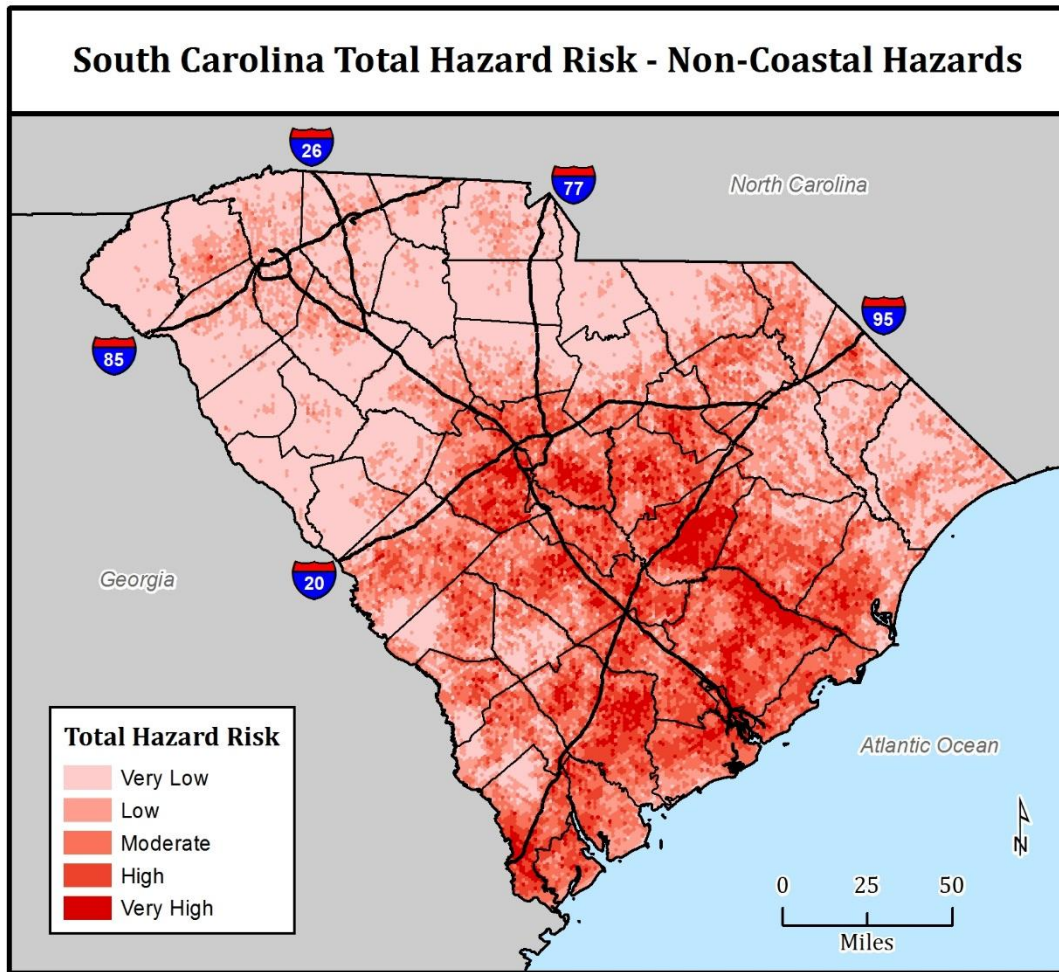 South Carolina Total Hazard Risk - Non-Coastal Hazards
26
77
North Carolina
95
85
20
Georgia
Total Hazard Risk
Very Low
Low
Moderate
High
Very High
Atlantic Ocean
N
0 25 50
Miles